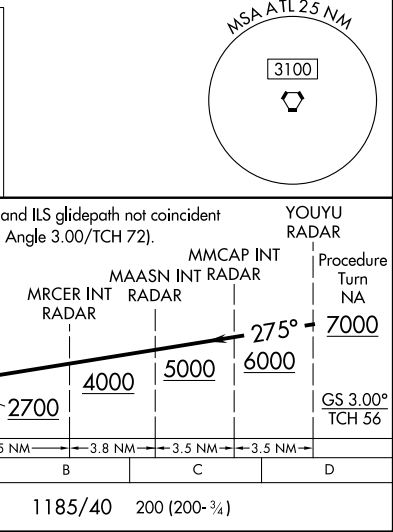 MSA ATL 25 NM
3100
and ILS glidepath not coincident
Angle 3.00/TCH 72).
YOUYU
RADAR
MMCAP INT
RADAR
MAASN INT
RADAR
MRCER INT
RADAR
Procedure
Turn
NA
275°
7000
6000
5000
4000
2700
GS 3.00°
TCH 56
5 NM
3.8 NM
3.5 NM
3.5 NM
B
C
D
1185/40 200 (200-¾)